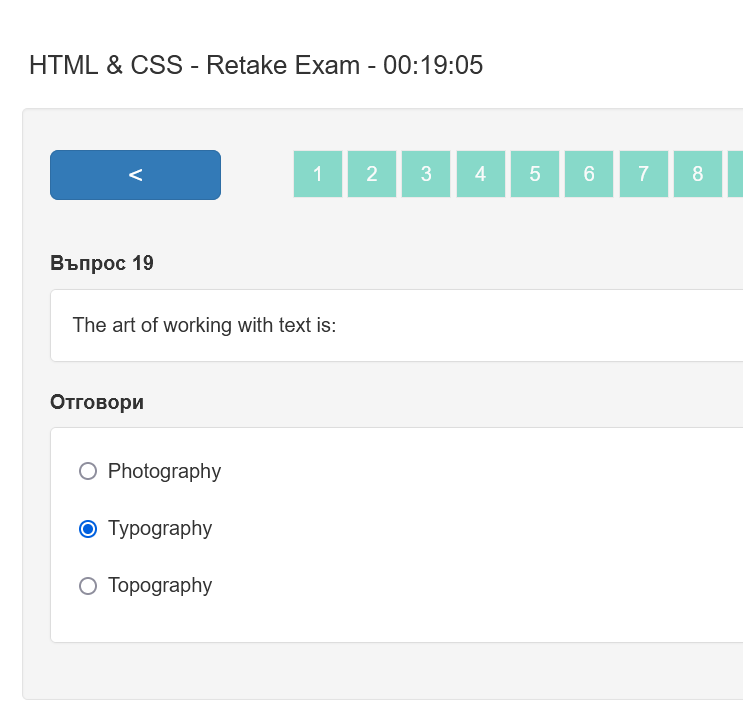 HTML & CSS - Retake Exam - 00:19:05
< 1 2 3 4 5 6 7 8
Въпрос 19
The art of working with text is:
Отговори
Photography
Typography
Topography